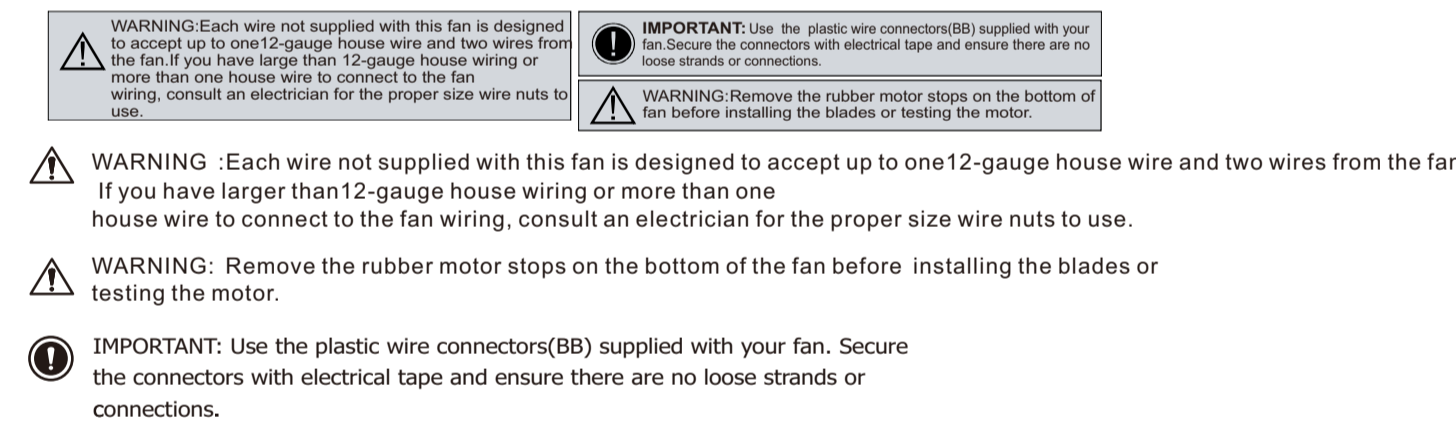 WARNING:Each wire not supplied with this fan is designed
to accept up to one12-gauge house wire and two wires from
the fan.If you have large than 12-gauge house wiring or
more than one house wire to connect to the fan
wiring, consult an electrician for the proper size wire nuts to
use.
IMPORTANT: Use the plastic wire connectors(BB) supplied with your
fan.Secure the connectors with electrical tape and ensure there are no
loose strands or connections.
WARNING:Remove the rubber motor stops on the bottom of
fan before installing the blades or testing the motor.
WARNING :Each wire not supplied with this fan is designed to accept up to one12-gauge house wire and two wires from the
If you have larger than12-gauge house wiring or more than one
house wire to connect to the fan wiring, consult an electrician for the proper size wire nuts to use.
WARNING: Remove the rubber motor stops on the bottom of the fan before installing the blades or
testing the motor.
IMPORTANT: Use the plastic wire connectors(BB) supplied with your fan. Secure
the connectors with electrical tape and ensure there are no loose strands or
connections.